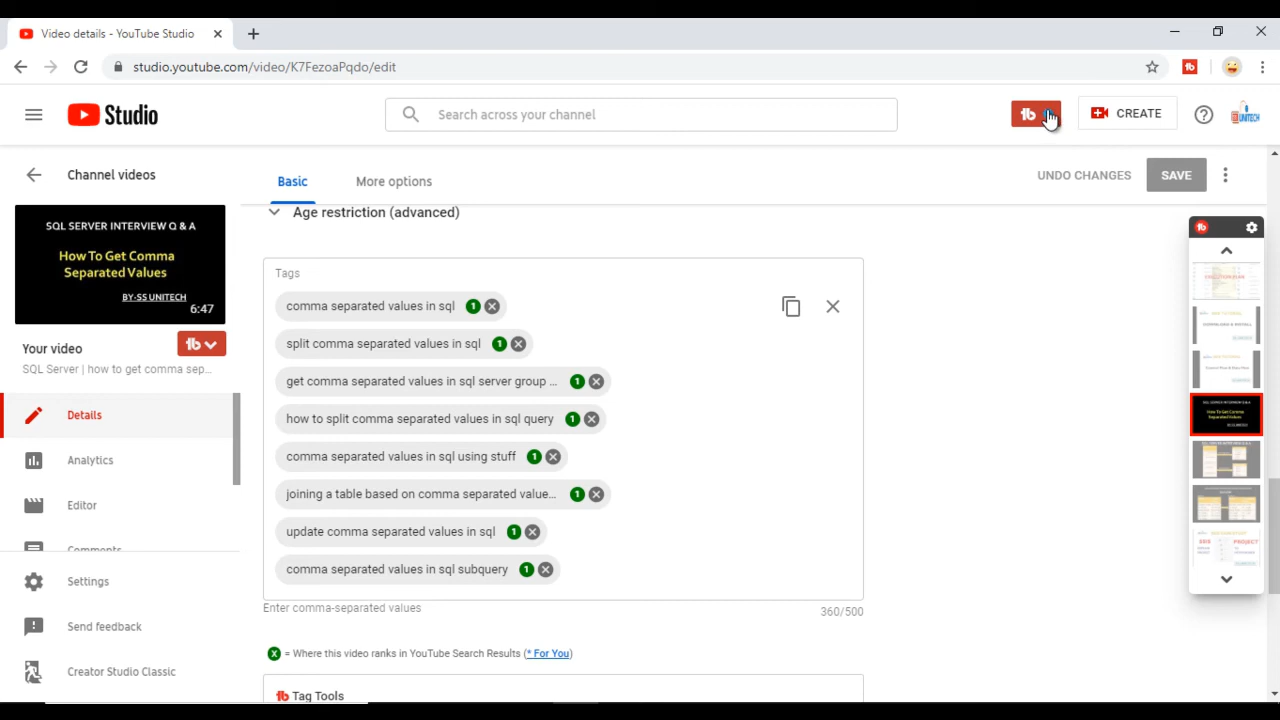 Video details - YouTube Studio
studio.youtube.com/video/K7FezoaPqdo/edit
Studio
Search across your channel
CREATE
UNITECH
Channel videos
Basic
More options
UNDO CHANGES
SAVE
SQL SERVER INTERVIEW Q & A
How To Get Comma
Separated Values
BY-SS UNITECH
6:47
Your video
SQL Server | how to get comma sep...
Details
Analytics
Editor
Comments
Settings
Send feedback
Creator Studio Classic
Age restriction (advanced)
Tags
comma separated values in sql 1
split comma separated values in sql 1
get comma separated values in sql server group ... 1
how to split comma separated values in sql query 1
comma separated values in sql using stuff 1
joining a table based on comma separated value... 1
update comma separated values in sql 1
comma separated values in sql subquery 1
Enter comma-separated values
360/500
X = Where this video ranks in YouTube Search Results (* For You)
tb Tag Tools